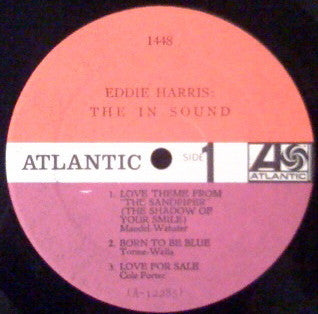 1448
EDDIE HARRIS:
THE IN SOUND
ATLANTIC
SIDE 1
ATLANTIC
1. LOVE THEME FROM
"THE SANDPIPER
(THE SHADOW OF
YOUR SMILE)
Mandel-Webster
2. BORN TO BE BLUE
Torme-Wells
3. LOVE FOR SALE
Cole Porter
(A-12285)